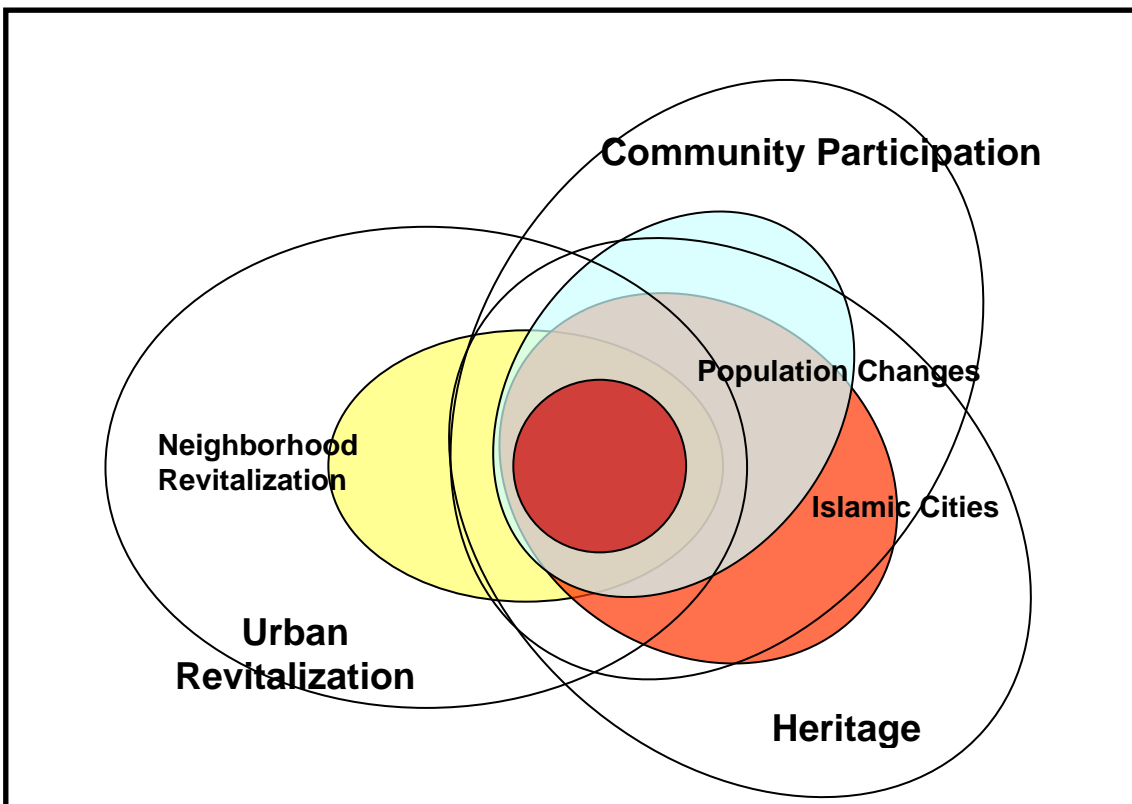 Community Participation
Population Changes
Neighborhood
Revitalization
Islamic Cities
Urban
Revitalization
Heritage